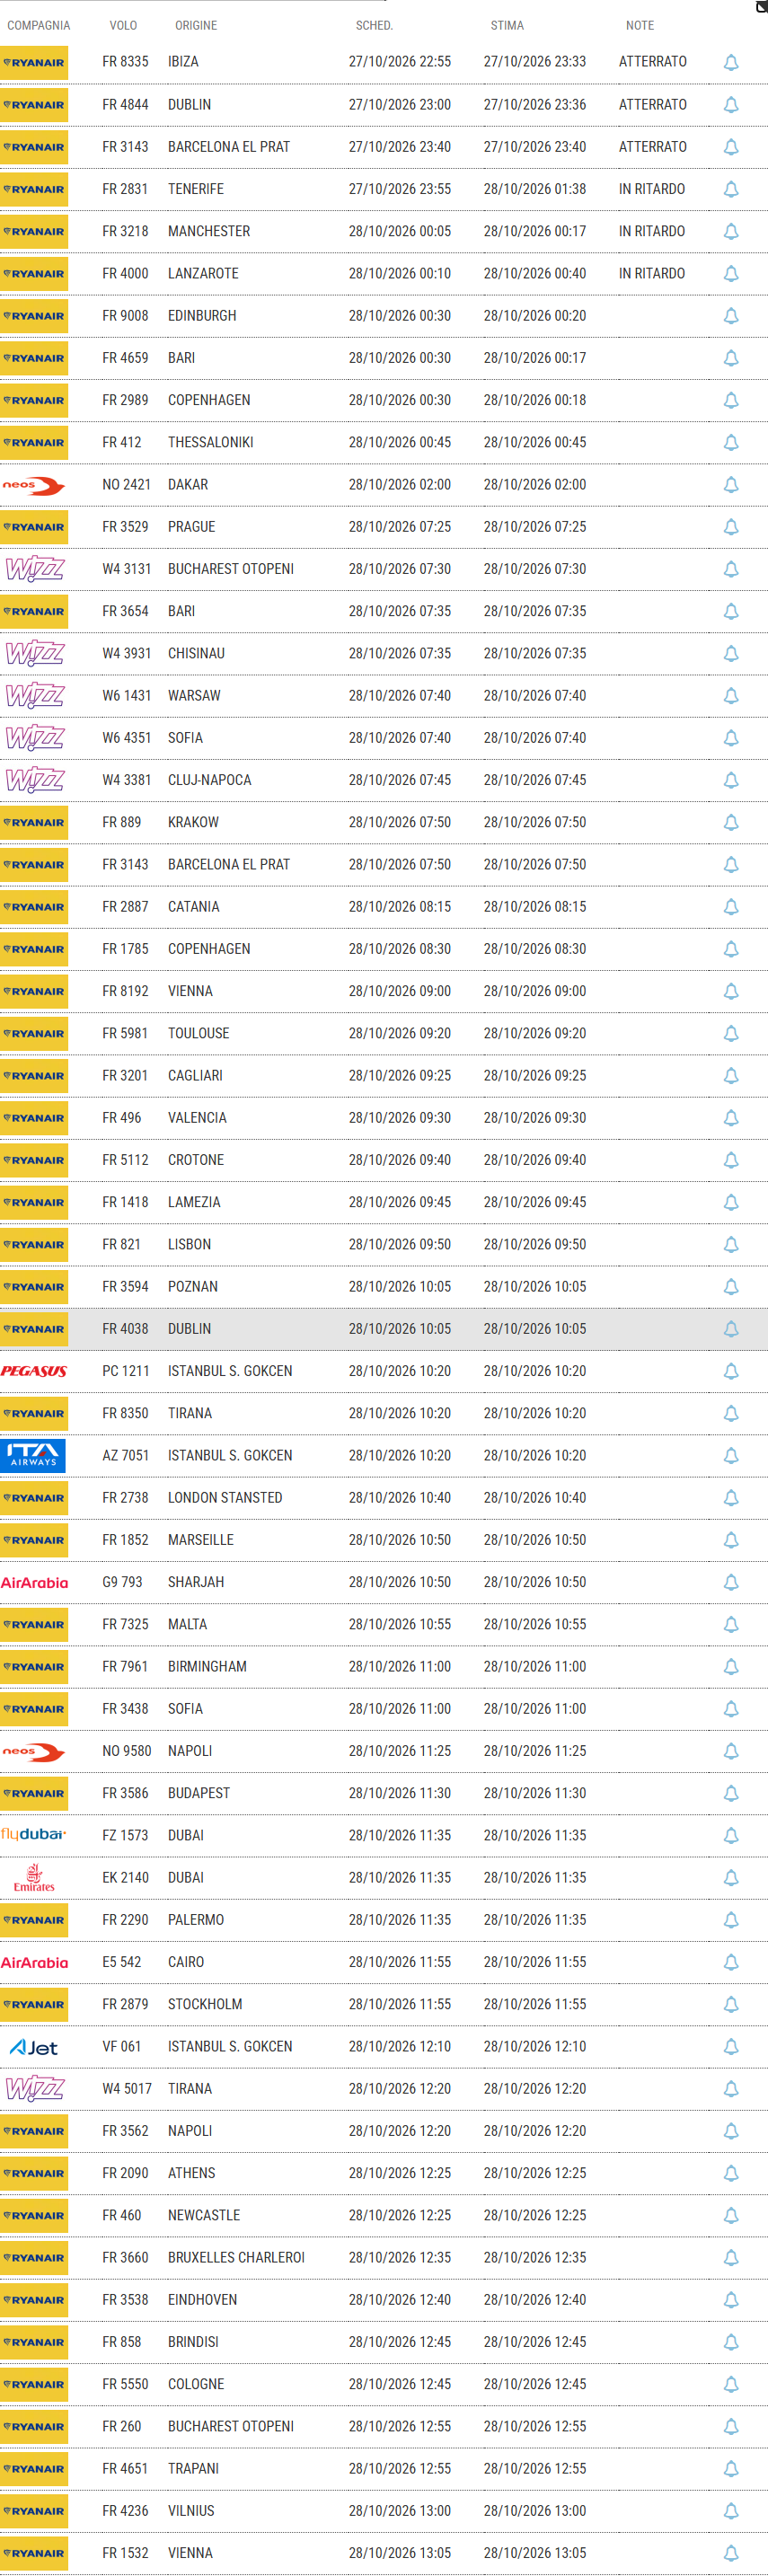 COMPAGNIA VOLO ORIGINE SCHED. STIMA NOTE
RYANAIR FR 8335 IBIZA 27/10/2026 22:55 27/10/2026 23:33 ATTERRATO
RYANAIR FR 4844 DUBLIN 27/10/2026 23:00 27/10/2026 23:36 ATTERRATO
RYANAIR FR 3143 BARCELONA EL PRAT 27/10/2026 23:40 27/10/2026 23:40 ATTERRATO
RYANAIR FR 2831 TENERIFE 27/10/2026 23:55 28/10/2026 01:38 IN RITARDO
RYANAIR FR 3218 MANCHESTER 28/10/2026 00:05 28/10/2026 00:17 IN RITARDO
RYANAIR FR 4000 LANZAROTE 28/10/2026 00:10 28/10/2026 00:40 IN RITARDO
RYANAIR FR 9008 EDINBURGH 28/10/2026 00:30 28/10/2026 00:20
RYANAIR FR 4659 BARI 28/10/2026 00:30 28/10/2026 00:17
RYANAIR FR 2989 COPENHAGEN 28/10/2026 00:30 28/10/2026 00:18
RYANAIR FR 412 THESSALONIKI 28/10/2026 00:45 28/10/2026 00:45
neos NO 2421 DAKAR 28/10/2026 02:00 28/10/2026 02:00
RYANAIR FR 3529 PRAGUE 28/10/2026 07:25 28/10/2026 07:25
WIZZ W4 3131 BUCHAREST OTOPENI 28/10/2026 07:30 28/10/2026 07:30
RYANAIR FR 3654 BARI 28/10/2026 07:35 28/10/2026 07:35
WIZZ W4 3931 CHISINAU 28/10/2026 07:35 28/10/2026 07:35
WIZZ W6 1431 WARSAW 28/10/2026 07:40 28/10/2026 07:40
WIZZ W6 4351 SOFIA 28/10/2026 07:40 28/10/2026 07:40
WIZZ W4 3381 CLUJ-NAPOCA 28/10/2026 07:45 28/10/2026 07:45
RYANAIR FR 889 KRAKOW 28/10/2026 07:50 28/10/2026 07:50
RYANAIR FR 3143 BARCELONA EL PRAT 28/10/2026 07:50 28/10/2026 07:50
RYANAIR FR 2887 CATANIA 28/10/2026 08:15 28/10/2026 08:15
RYANAIR FR 1785 COPENHAGEN 28/10/2026 08:30 28/10/2026 08:30
RYANAIR FR 8192 VIENNA 28/10/2026 09:00 28/10/2026 09:00
RYANAIR FR 5981 TOULOUSE 28/10/2026 09:20 28/10/2026 09:20
RYANAIR FR 3201 CAGLIARI 28/10/2026 09:25 28/10/2026 09:25
RYANAIR FR 496 VALENCIA 28/10/2026 09:30 28/10/2026 09:30
RYANAIR FR 5112 CROTONE 28/10/2026 09:40 28/10/2026 09:40
RYANAIR FR 1418 LAMEZIA 28/10/2026 09:45 28/10/2026 09:45
RYANAIR FR 821 LISBON 28/10/2026 09:50 28/10/2026 09:50
RYANAIR FR 3594 POZNAN 28/10/2026 10:05 28/10/2026 10:05
RYANAIR FR 4038 DUBLIN 28/10/2026 10:05 28/10/2026 10:05
PEGASUS PC 1211 ISTANBUL S. GOKCEN 28/10/2026 10:20 28/10/2026 10:20
RYANAIR FR 8350 TIRANA 28/10/2026 10:20 28/10/2026 10:20
ITA AIRWAYS AZ 7051 ISTANBUL S. GOKCEN 28/10/2026 10:20 28/10/2026 10:20
RYANAIR FR 2738 LONDON STANSTED 28/10/2026 10:40 28/10/2026 10:40
RYANAIR FR 1852 MARSEILLE 28/10/2026 10:50 28/10/2026 10:50
AirArabia G9 793 SHARJAH 28/10/2026 10:50 28/10/2026 10:50
RYANAIR FR 7325 MALTA 28/10/2026 10:55 28/10/2026 10:55
RYANAIR FR 7961 BIRMINGHAM 28/10/2026 11:00 28/10/2026 11:00
RYANAIR FR 3438 SOFIA 28/10/2026 11:00 28/10/2026 11:00
neos NO 9580 NAPOLI 28/10/2026 11:25 28/10/2026 11:25
RYANAIR FR 3586 BUDAPEST 28/10/2026 11:30 28/10/2026 11:30
flydubai FZ 1573 DUBAI 28/10/2026 11:35 28/10/2026 11:35
Emirates EK 2140 DUBAI 28/10/2026 11:35 28/10/2026 11:35
RYANAIR FR 2290 PALERMO 28/10/2026 11:35 28/10/2026 11:35
AirArabia E5 542 CAIRO 28/10/2026 11:55 28/10/2026 11:55
RYANAIR FR 2879 STOCKHOLM 28/10/2026 11:55 28/10/2026 11:55
AJet VF 061 ISTANBUL S. GOKCEN 28/10/2026 12:10 28/10/2026 12:10
WIZZ W4 5017 TIRANA 28/10/2026 12:20 28/10/2026 12:20
RYANAIR FR 3562 NAPOLI 28/10/2026 12:20 28/10/2026 12:20
RYANAIR FR 2090 ATHENS 28/10/2026 12:25 28/10/2026 12:25
RYANAIR FR 460 NEWCASTLE 28/10/2026 12:25 28/10/2026 12:25
RYANAIR FR 3660 BRUXELLES CHARLEROI 28/10/2026 12:35 28/10/2026 12:35
RYANAIR FR 3538 EINDHOVEN 28/10/2026 12:40 28/10/2026 12:40
RYANAIR FR 858 BRINDISI 28/10/2026 12:45 28/10/2026 12:45
RYANAIR FR 5550 COLOGNE 28/10/2026 12:45 28/10/2026 12:45
RYANAIR FR 260 BUCHAREST OTOPENI 28/10/2026 12:55 28/10/2026 12:55
RYANAIR FR 4651 TRAPANI 28/10/2026 12:55 28/10/2026 12:55
RYANAIR FR 4236 VILNIUS 28/10/2026 13:00 28/10/2026 13:00
RYANAIR FR 1532 VIENNA 28/10/2026 13:05 28/10/2026 13:05